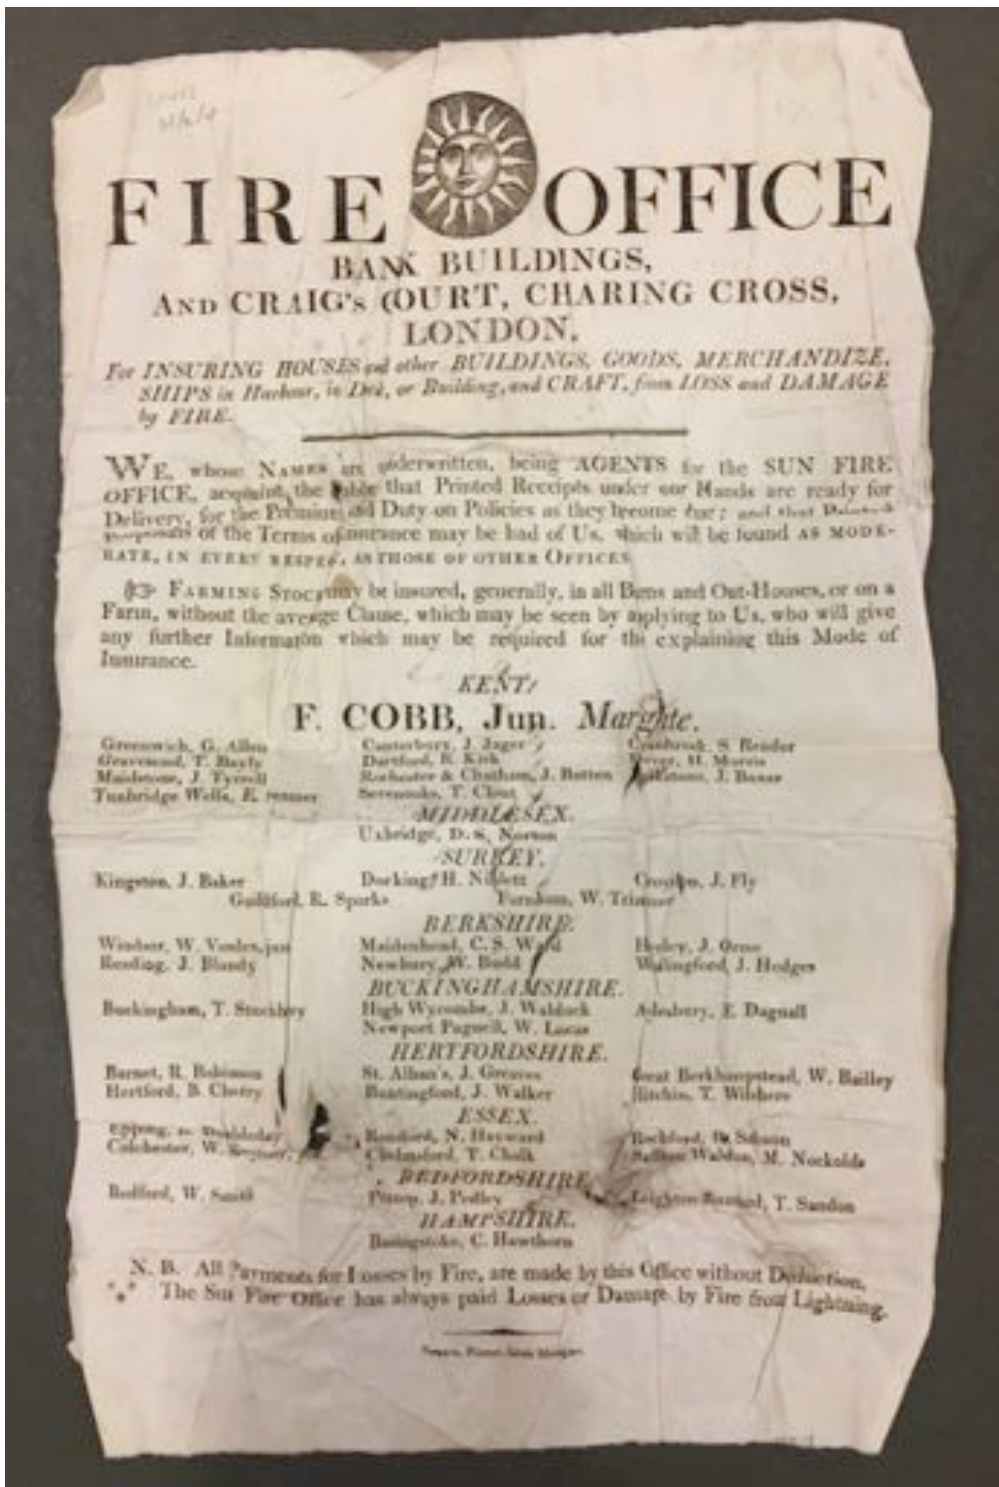 FIRE OFFICE
BANK BUILDINGS,
AND CRAIG's COURT, CHARING CROSS,
LONDON,
For INSURING HOUSES and other BUILDINGS, GOODS, MERCHANDIZE,
SHIPS in Harbour, in Dock, or Building, and CRAFT, from LOSS and DAMAGE
by FIRE.
WE, whose NAMES are underwritten, being AGENTS for the SUN FIRE
OFFICE, acquaint the that Printed Receipts under our Hands are ready for
Delivery, for the Premium and Duty on Policies as they become due; and that
of the Terms of Insurance may be had of Us, which will be found AS MODE-
RATE, IN EVERY RESPECT, AS THOSE OF OTHER OFFICES
☞ FARMING STOCK may be insured, generally, in all Barns and Out-Houses, or on a
Farm, without the average Clause, which may be seen by applying to Us, who will give
any further Information which may be required for the explaining this Mode of
Insurance.
KENT,
F. COBB, Jun. Margate.
Greenwich, G. Allen Canterbury, J. Jager Cranbrook, S. Reader
Gravesend, T. Dartford, R. Kirk H. Morris
Maidstone, J. Tyrrell Rochester & Chatham, J. Batten J.
Tunbridge Wells, E. Sevenoaks, T. Clout
MIDDLESEX.
Uxbridge, D. S. Norton
SURREY.
Kingston, J. Baker Dorking, H. Croydon, J. Fly
Guildford, R. Sparks Farnham, W. Trimmer
BERKSHIRE.
Windsor, W. Maidenhead, C. S. J. Orme
Reading, J. Blandy Newbury, W. Budd Wallingford, J. Hedges
BUCKINGHAMSHIRE.
Buckingham, T. High Wycombe, J. Aylesbury, E. Dagnall
Newport Pagnell, W. Lucas
HERTFORDSHIRE.
Barnet, R. Robinson St. Alban's, J. Greaves Great Berkhampstead, W. Bailey
Hertford, B. Cherry Buntingford, J. Walker Hitchin, T. Wilshere
ESSEX.
Epping, Romford, N. Hayward Rochford,
Colchester, W. Chelmsford, T. Chalk Saffron Walden, M. Nockolds
BEDFORDSHIRE.
Bedford, W. Smith J. Pedley Leighton Buzzard, T. Sandon
HAMPSHIRE.
Basingstoke, C. Hawthorn
N. B. All Payments for Losses by Fire, are made by this Office without Deduction.
*** The Sun Fire Office has always paid Losses or Damage by Fire from Lightning.